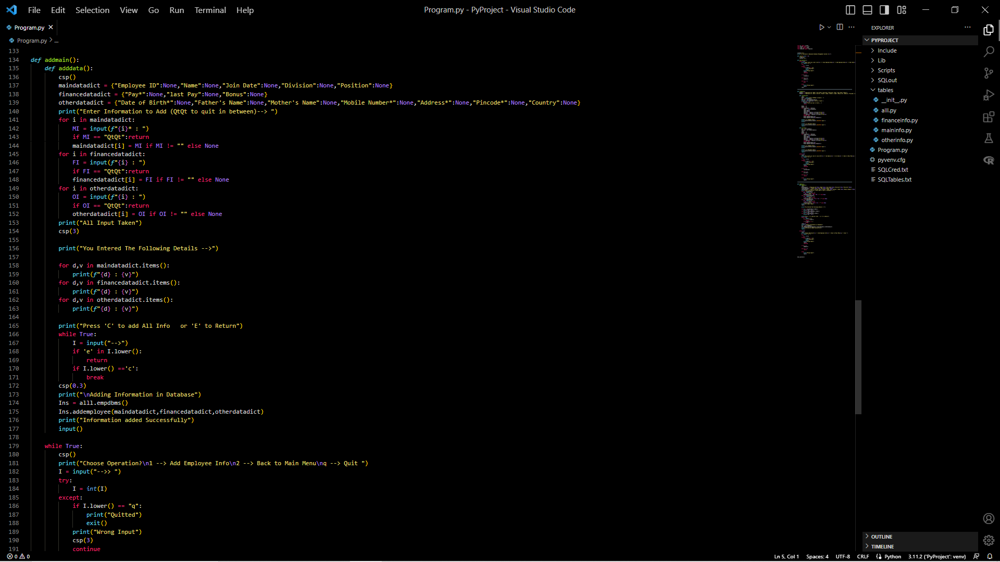 File Edit Selection View Go Run Terminal Help
Program.py - PyProject - Visual Studio Code
Program.py
Program.py > ...
133
134 def addmain():
135 def adddata():
136 csp()
137 maindatadict = {"Employee ID":None,"Name":None,"Join Date":None,"Division":None,"Position":None}
138 financedatadict = {"Pay*":None,"last Pay":None,"Bonus":None}
139 otherdatadict = {"Date of Birth*":None,"Father's Name":None,"Mother's Name":None,"Mobile Number*":None,"Address*":None,"Pincode*":None,"Country":None}
140 print("Enter Information to Add (QtQt to quit in between)--> ")
141 for i in maindatadict:
142 MI = input(f"{i}* : ")
143 if MI == "QtQt":return
144 maindatadict[i] = MI if MI != "" else None
145 for i in financedatadict:
146 FI = input(f"{i} : ")
147 if FI == "QtQt":return
148 financedatadict[i] = FI if FI != "" else None
149 for i in otherdatadict:
150 OI = input(f"{i} : ")
151 if OI == "QtQt":return
152 otherdatadict[i] = OI if OI != "" else None
153 print("All Input Taken")
154 csp(3)
155
156 print("You Entered The Following Details -->")
157
158 for d,v in maindatadict.items():
159 print(f"{d} : {v}")
160 for d,v in financedatadict.items():
161 print(f"{d} : {v}")
162 for d,v in otherdatadict.items():
163 print(f"{d} : {v}")
164
165 print("Press 'C' to add All Info   or 'E' to Return")
166 while True:
167 I = input("-->")
168 if 'e' in I.lower():
169 return
170 if I.lower() =='c':
171 break
172 csp(0.3)
173 print("\nAdding Information in Database")
174 Ins = alll.empdbms()
175 Ins.addemployee(maindatadict,financedatadict,otherdatadict)
176 print("Information added Successfully")
177 input()
178
179 while True:
180 csp()
181 print("Choose Operation?\n1 --> Add Employee Info\n2 --> Back to Main Menu\nq --> Quit ")
182 I = input("-->> ")
183 try:
184 I = int(I)
185 except:
186 if I.lower() == "q":
187 print("Quitted")
188 exit()
189 print("Wrong Input")
190 csp(3)
191 continue
EXPLORER
PYPROJECT
Include
Lib
Scripts
SQLout
tables
__init__.py
alll.py
financeinfo.py
maininfo.py
otherinfo.py
Program.py
pyvenv.cfg
SQLCred.txt
SQLTables.txt
OUTLINE
TIMELINE
0 0
Ln 5, Col 1 Spaces: 4 UTF-8 CRLF Python 3.11.2 ('PyProject': venv)